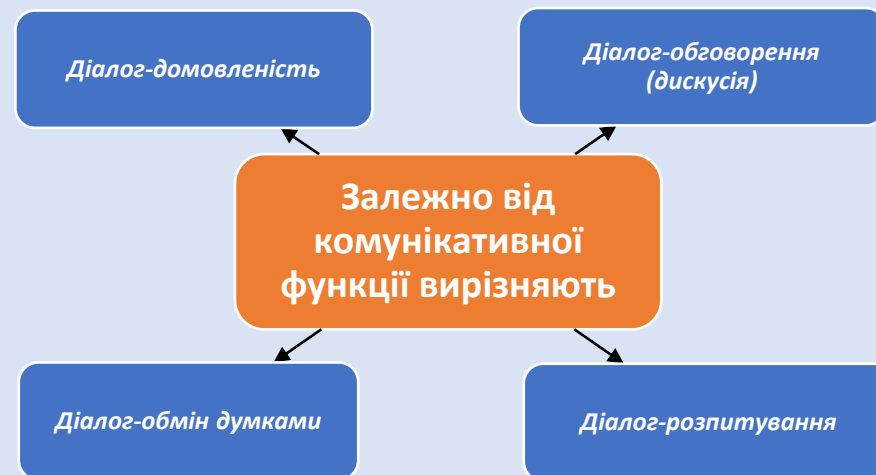 Діалог-домовленість
Діалог-обговорення
(дискусія)
Залежно від
комунікативної
функції вирізняють
Діалог-обмін думками
Діалог-розпитування